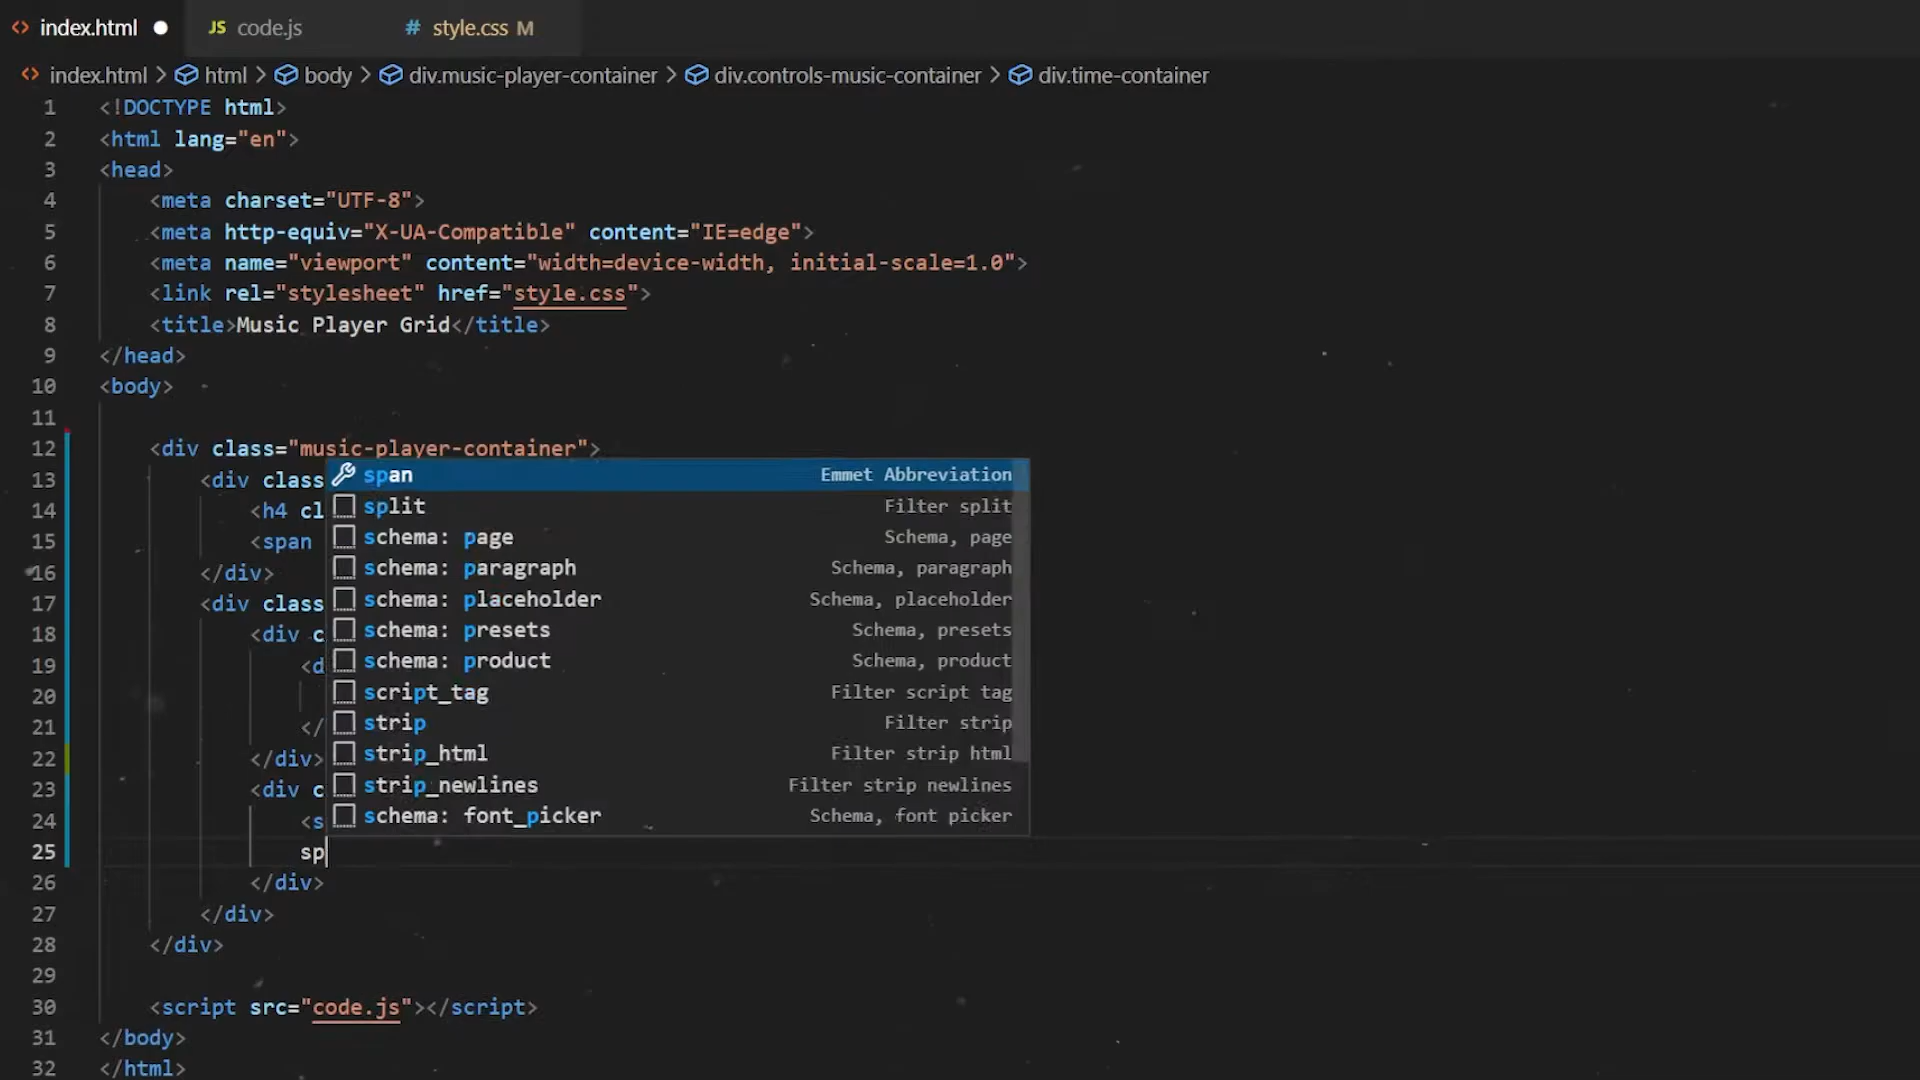 <> index.html ● JS code.js # style.css M
<> index.html > html > body > div.music-player-container > div.controls-music-container > div.time-container
1 <!DOCTYPE html>
2 <html lang="en">
3 <head>
4 <meta charset="UTF-8">
5 <meta http-equiv="X-UA-Compatible" content="IE=edge">
6 <meta name="viewport" content="width=device-width, initial-scale=1.0">
7 <link rel="stylesheet" href="style.css">
8 <title>Music Player Grid</title>
9 </head>
10 <body>
11
12 <div class="music-player-container">
13 <div class span Emmet Abbreviation
14 <h4 cl split Filter split
15 <span schema: page Schema, page
16 </div> schema: paragraph Schema, paragraph
17 <div class schema: placeholder Schema, placeholder
18 <div c schema: presets Schema, presets
19 <d schema: product Schema, product
20 script_tag Filter script tag
21 </ strip Filter strip
22 </div> strip_html Filter strip html
23 <div c strip_newlines Filter strip newlines
24 <s schema: font_picker Schema, font picker
25 sp
26 </div>
27 </div>
28 </div>
29
30 <script src="code.js"></script>
31 </body>
32 </html>